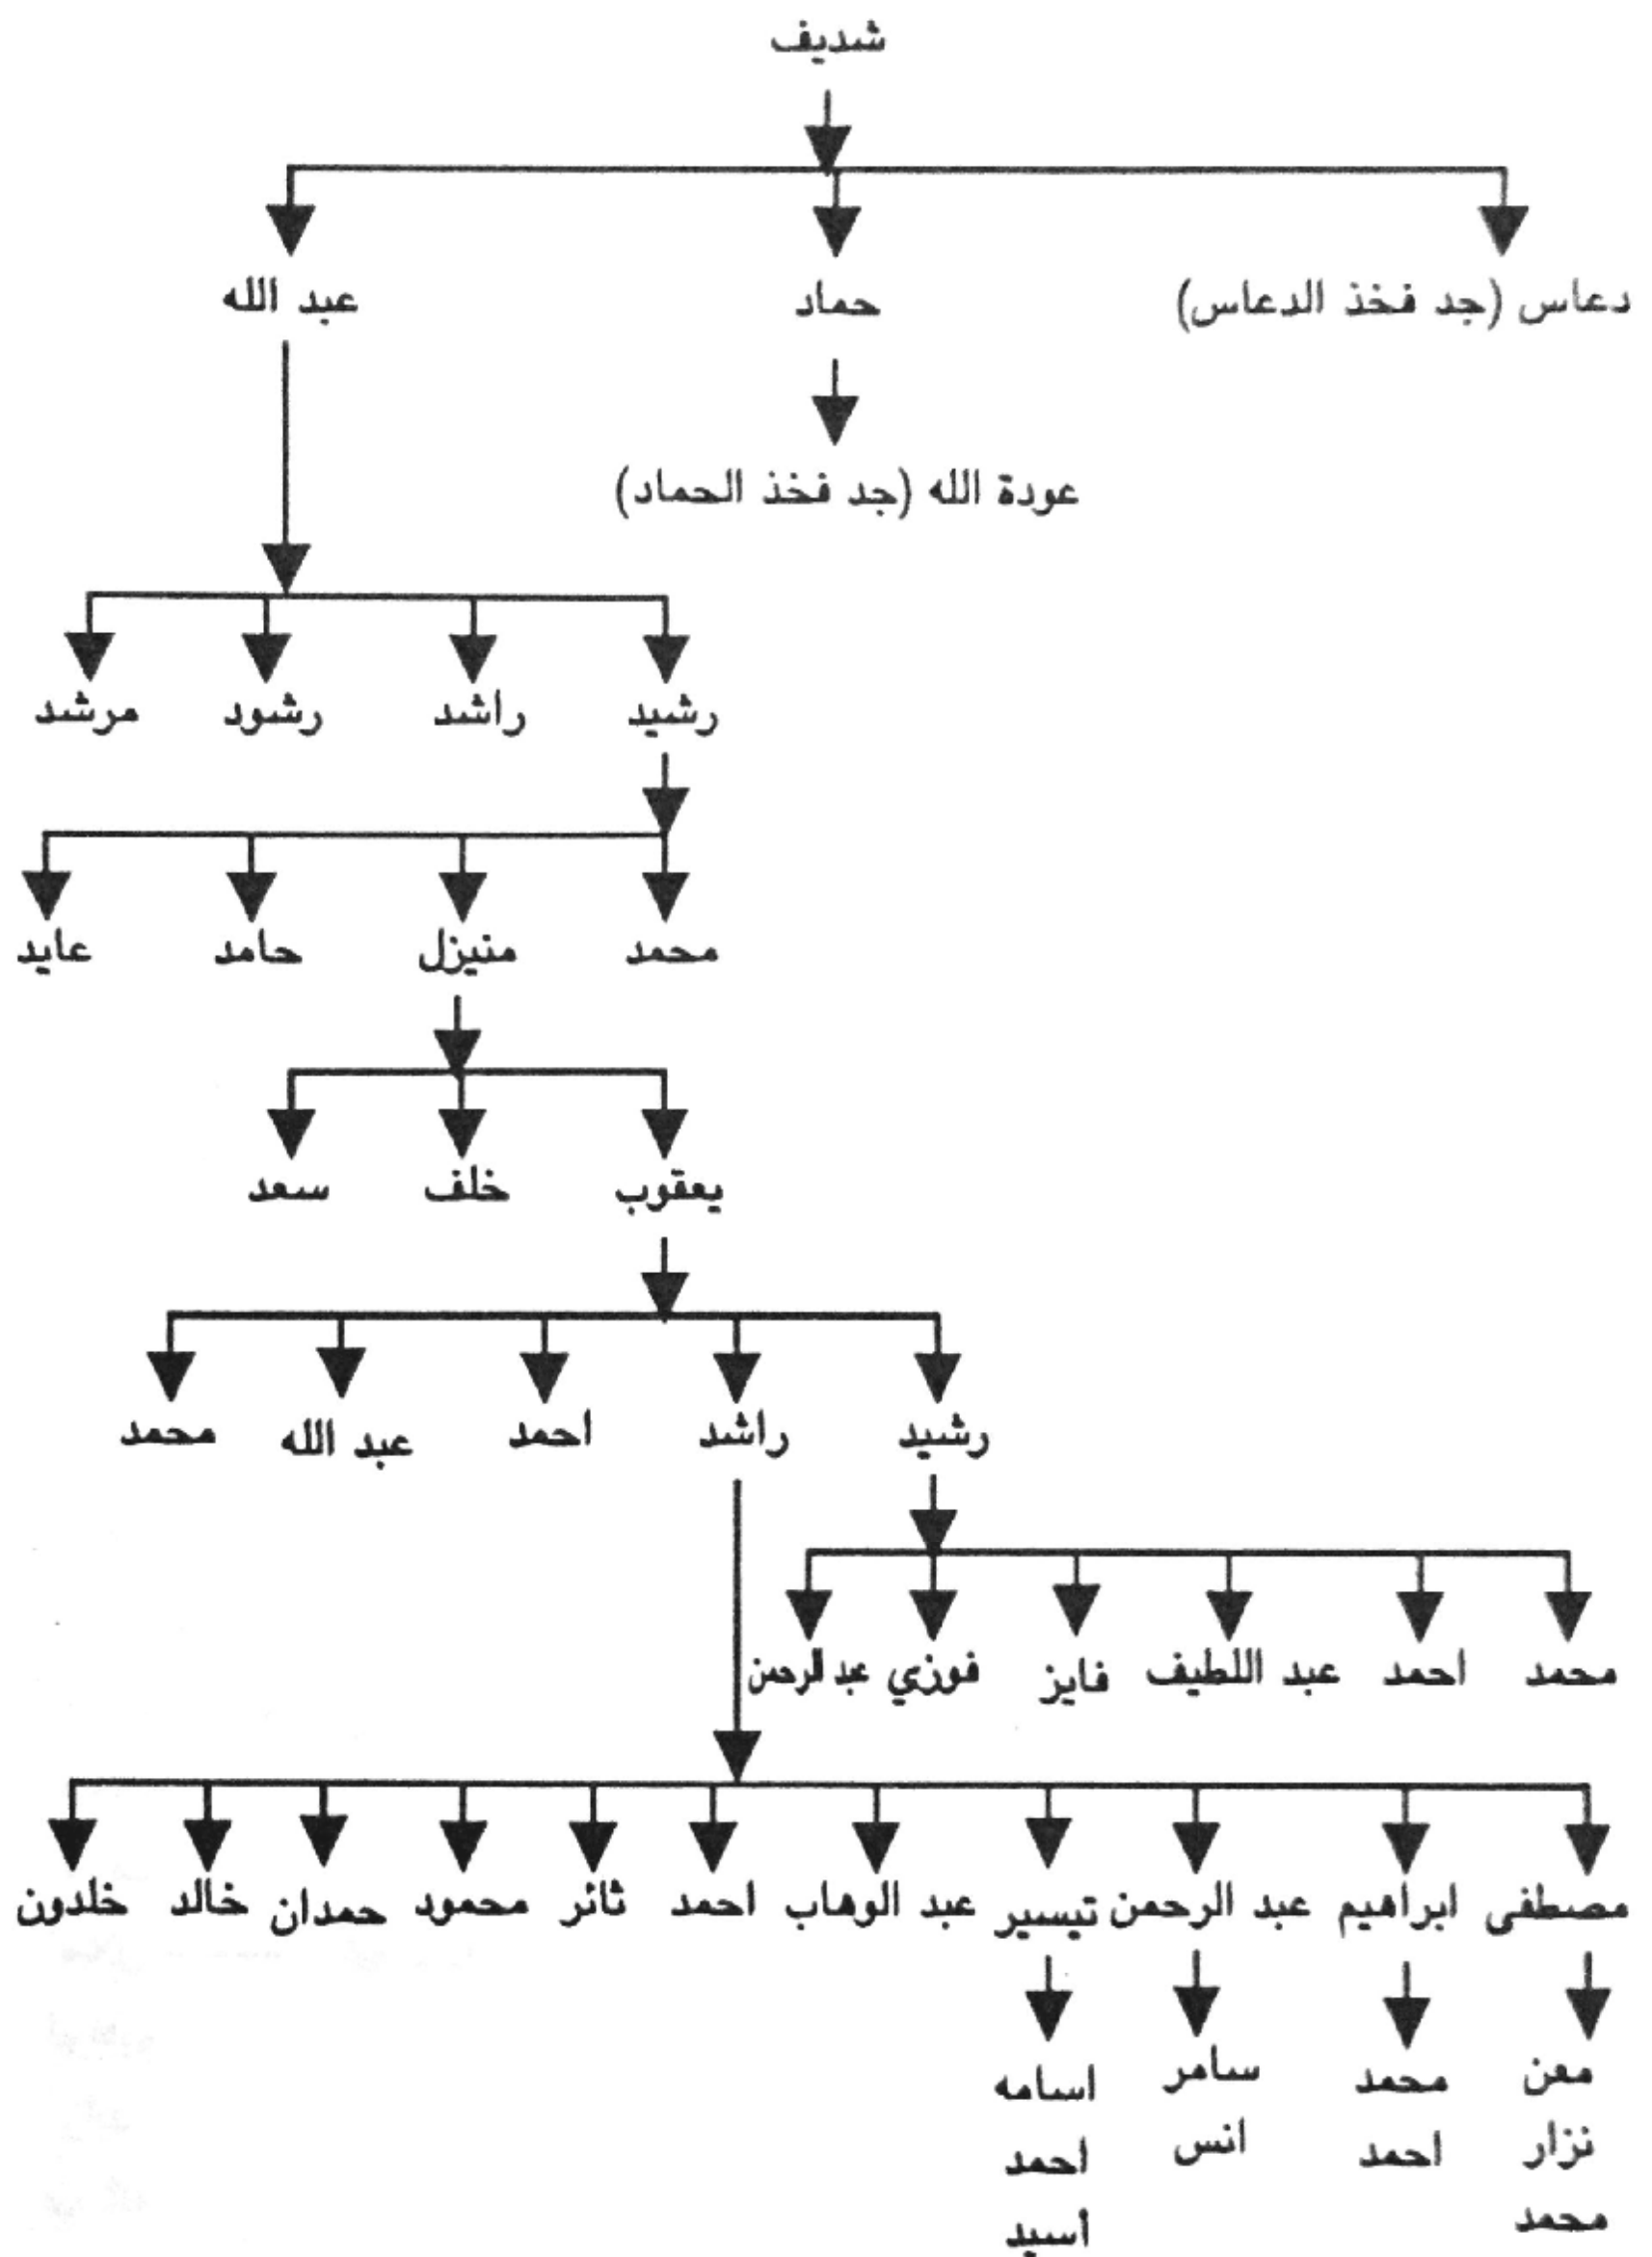 شديف
دعاس (جد فخذ الدعاس) حماد عبد الله
عودة الله (جد فخذ الحماد)
رشيد راشد رشود مرشد
محمد منيزل حامد عايد
يعقوب خلف سعد
رشيد راشد احمد عبد الله محمد
محمد احمد عبد اللطيف فايز فوزي عبد الرحمن
مصطفى ابراهيم عبد الرحمن تيسير عبد الوهاب احمد ثائر محمود حمدان خالد خلدون
معن محمد سامر اسامه
نزار احمد انس احمد
محمد أسيد